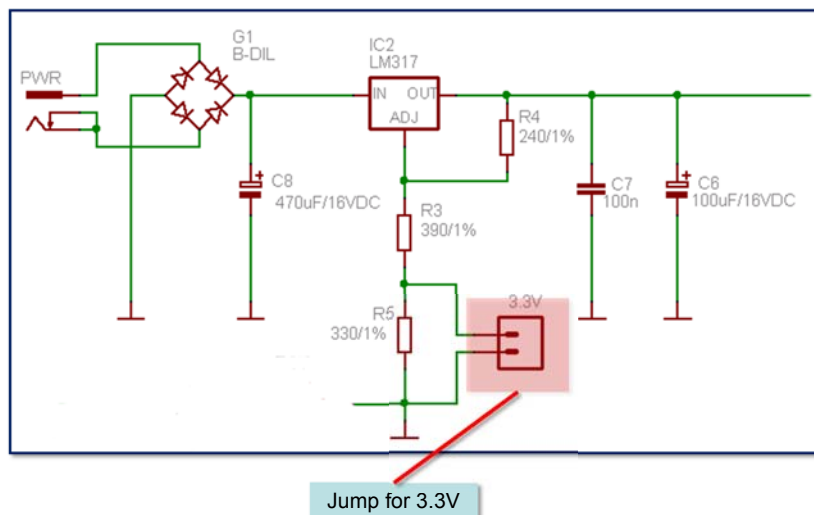 PWR
G1
B-DIL
IC2
LM317
IN OUT
ADJ
R4
240/1%
C8
470uF/16VDC
R3
390/1%
C7
100n
C6
100uF/16VDC
R5
330/1%
3.3V
Jump for 3.3V